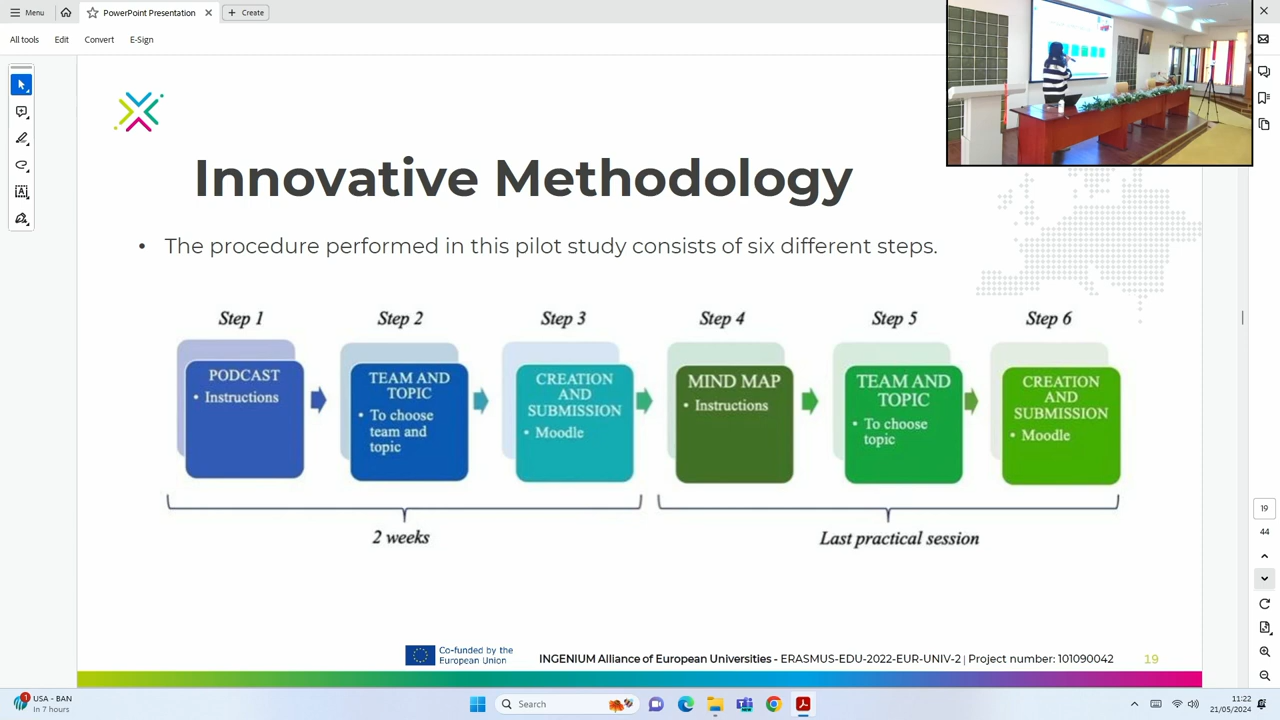 Menu
PowerPoint Presentation
Create
All tools
Edit
Convert
E-Sign
Innovative Methodology
• The procedure performed in this pilot study consists of six different steps.
Step 1
Step 2
Step 3
Step 4
Step 5
Step 6
PODCAST
• Instructions
TEAM AND
TOPIC
• To choose
team and
topic
CREATION
AND
SUBMISSION
• Moodle
MIND MAP
• Instructions
TEAM AND
TOPIC
• To choose
topic
CREATION
AND
SUBMISSION
• Moodle
2 weeks
Last practical session
19
44
Co-funded by the
European Union
INGENIUM Alliance of European Universities - ERASMUS-EDU-2022-EUR-UNIV-2 | Project number: 101090042
19
1
USA - BAN
In 7 hours
Search
11:22
21/05/2024